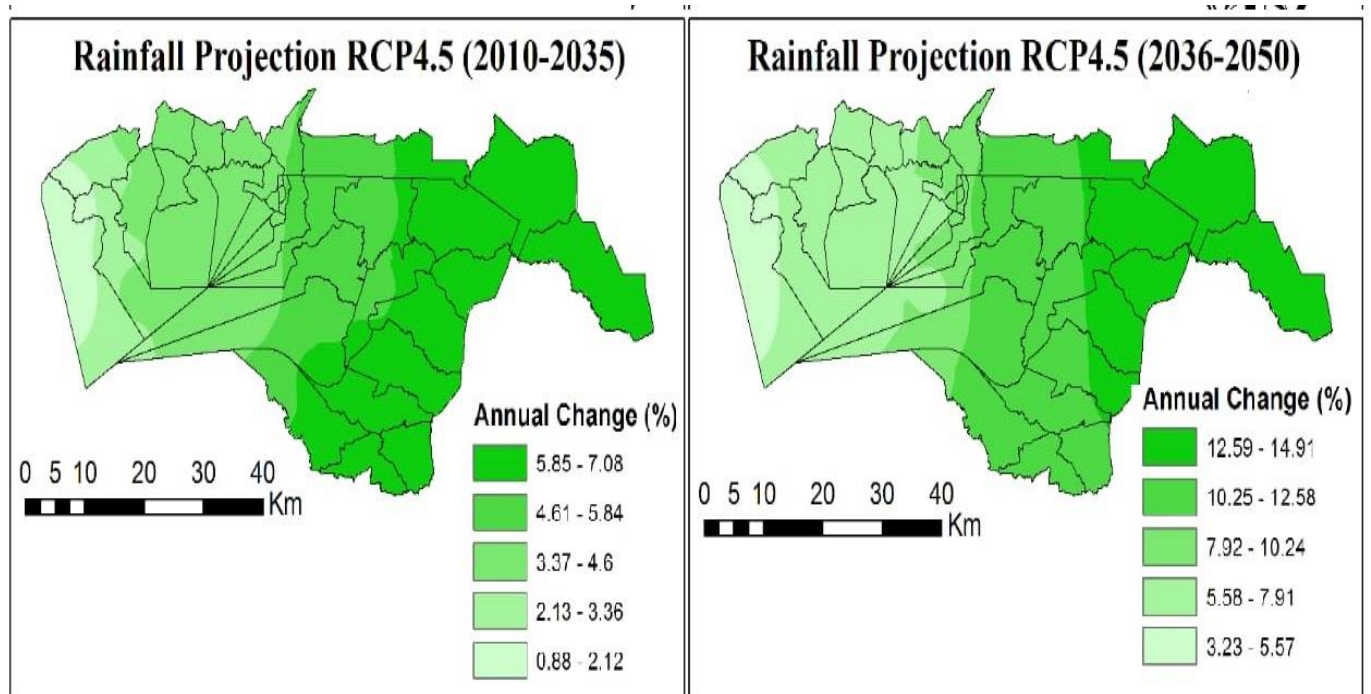 Rainfall Projection RCP4.5 (2010-2035)
Annual Change (%)
5.85 - 7.08
4.61 - 5.84
3.37 - 4.6
2.13 - 3.36
0.88 - 2.12
0 5 10 20 30 40
Km
Rainfall Projection RCP4.5 (2036-2050)
Annual Change (%)
12.59 - 14.91
10.25 - 12.58
7.92 - 10.24
5.58 - 7.91
3.23 - 5.57
0 5 10 20 30 40
Km